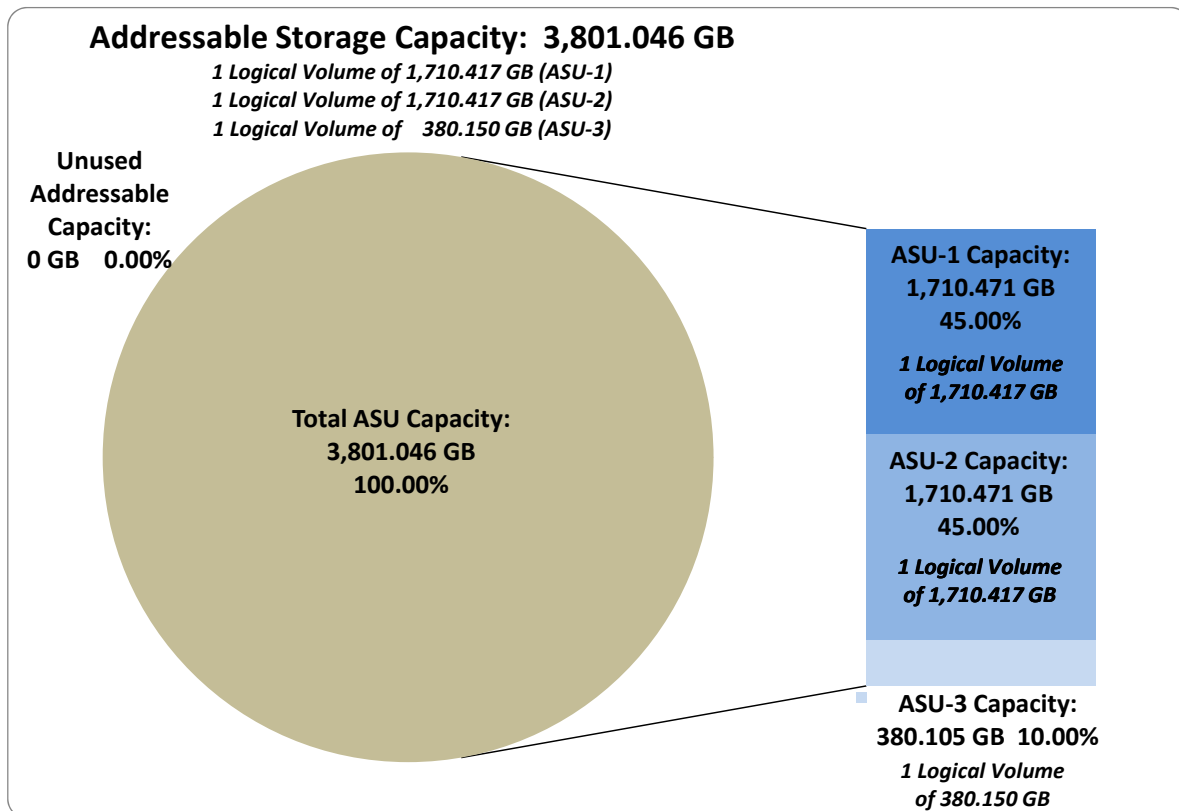 Addressable Storage Capacity: 3,801.046 GB
1 Logical Volume of 1,710.417 GB (ASU-1)
1 Logical Volume of 1,710.417 GB (ASU-2)
1 Logical Volume of 380.150 GB (ASU-3)
Unused
Addressable
Capacity:
0 GB 0.00%
Total ASU Capacity:
3,801.046 GB
100.00%
ASU-1 Capacity:
1,710.471 GB
45.00%
1 Logical Volume
of 1,710.417 GB
ASU-2 Capacity:
1,710.471 GB
45.00%
1 Logical Volume
of 1,710.417 GB
ASU-3 Capacity:
380.105 GB 10.00%
1 Logical Volume
of 380.150 GB